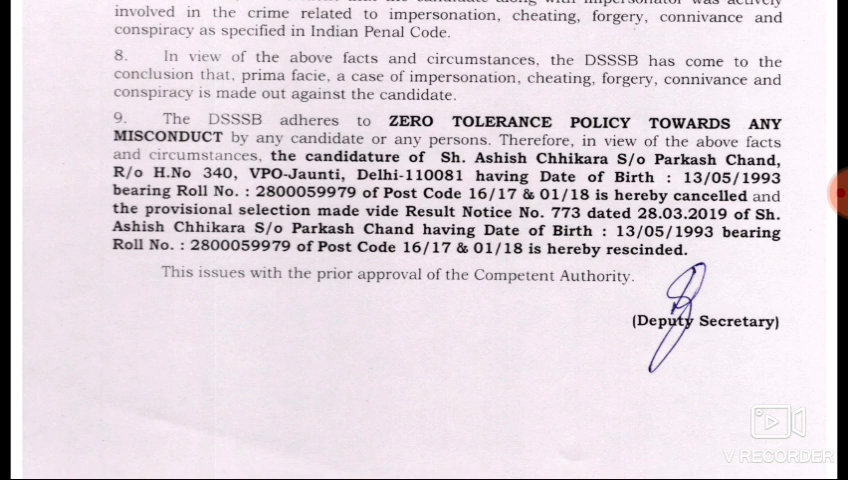 involved in the crime related to impersonation, cheating, forgery, connivance and
conspiracy as specified in Indian Penal Code.
8. In view of the above facts and circumstances, the DSSSB has come to the
conclusion that, prima facie, a case of impersonation, cheating, forgery, connivance and
conspiracy is made out against the candidate.
9. The DSSSB adheres to ZERO TOLERANCE POLICY TOWARDS ANY
MISCONDUCT by any candidate or any persons. Therefore, in view of the above facts
and circumstances, the candidature of Sh. Ashish Chhikara S/o Parkash Chand,
R/o H.No 340, VPO-Jaunti, Delhi-110081 having Date of Birth : 13/05/1993
bearing Roll No. : 2800059979 of Post Code 16/17 & 01/18 is hereby cancelled and
the provisional selection made vide Result Notice No. 773 dated 28.03.2019 of Sh.
Ashish Chhikara S/o Parkash Chand having Date of Birth : 13/05/1993 bearing
Roll No. : 2800059979 of Post Code 16/17 & 01/18 is hereby rescinded.
This issues with the prior approval of the Competent Authority.
(Deputy Secretary)
V RECORDER